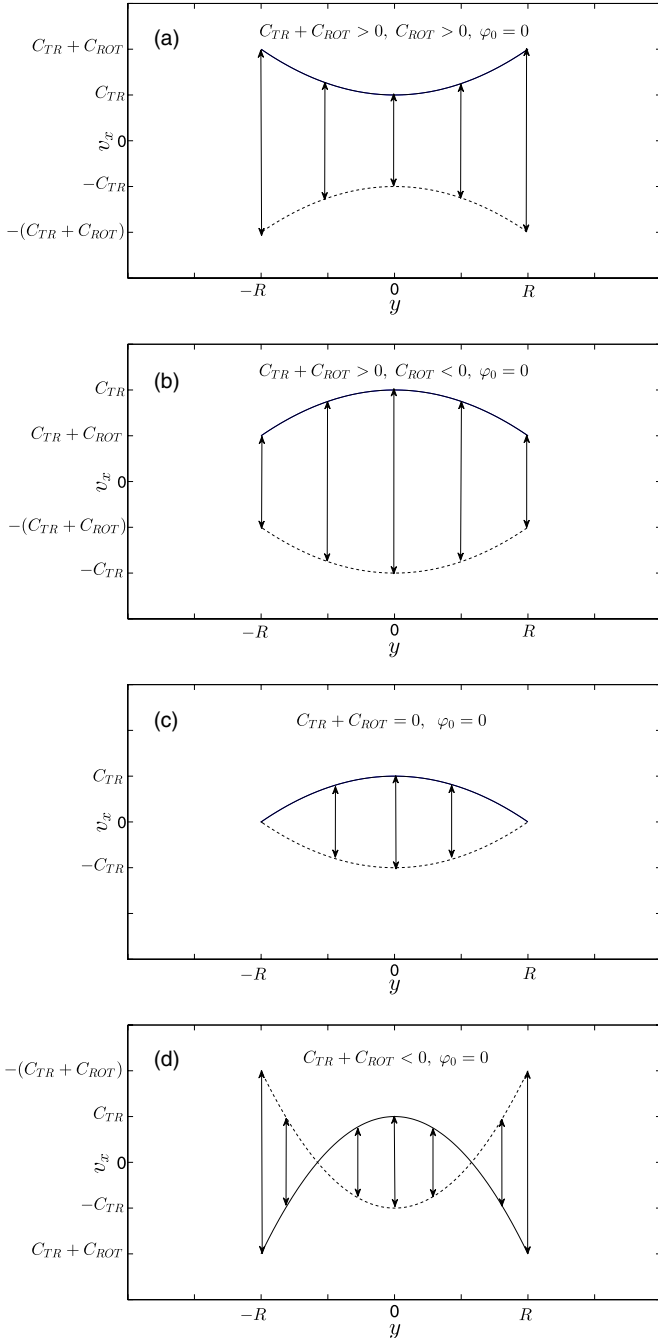 (a) $C_{TR} + C_{ROT} > 0,\ C_{ROT} > 0,\ \varphi_0 = 0$
$C_{TR} + C_{ROT}$
$C_{TR}$
$v_x$ 0
$-C_{TR}$
$-(C_{TR} + C_{ROT})$
$-R$ 0 $R$
$y$
(b) $C_{TR} + C_{ROT} > 0,\ C_{ROT} < 0,\ \varphi_0 = 0$
$C_{TR}$
$C_{TR} + C_{ROT}$
$v_x$ 0
$-(C_{TR} + C_{ROT})$
$-C_{TR}$
$-R$ 0 $R$
$y$
(c) $C_{TR} + C_{ROT} = 0,\ \varphi_0 = 0$
$C_{TR}$
$v_x$ 0
$-C_{TR}$
$-R$ 0 $R$
$y$
(d) $C_{TR} + C_{ROT} < 0,\ \varphi_0 = 0$
$-(C_{TR} + C_{ROT})$
$C_{TR}$
$v_x$ 0
$-C_{TR}$
$C_{TR} + C_{ROT}$
$-R$ 0 $R$
$y$